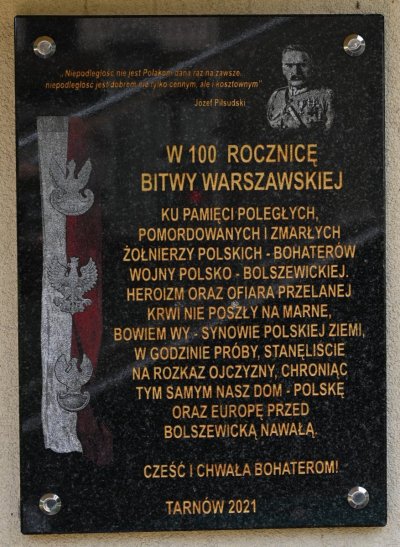 „Niepodległość nie jest Polakom dana raz na zawsze,
niepodległość jest dobrem nie tylko cennym, ale i kosztownym"
Józef Piłsudski
W 100 ROCZNICĘ
BITWY WARSZAWSKIEJ
KU PAMIĘCI POLEGŁYCH,
POMORDOWANYCH I ZMARŁYCH
ŻOŁNIERZY POLSKICH - BOHATERÓW
WOJNY POLSKO - BOLSZEWICKIEJ.
HEROIZM ORAZ OFIARA PRZELANEJ
KRWI NIE POSZŁY NA MARNE,
BOWIEM WY - SYNOWIE POLSKIEJ ZIEMI,
W GODZINIE PRÓBY, STANĘLIŚCIE
NA ROZKAZ OJCZYZNY, CHRONIĄC
TYM SAMYM NASZ DOM - POLSKĘ
ORAZ EUROPĘ PRZED
BOLSZEWICKĄ NAWAŁĄ.
CZEŚĆ I CHWAŁA BOHATEROM!
TARNÓW 2021